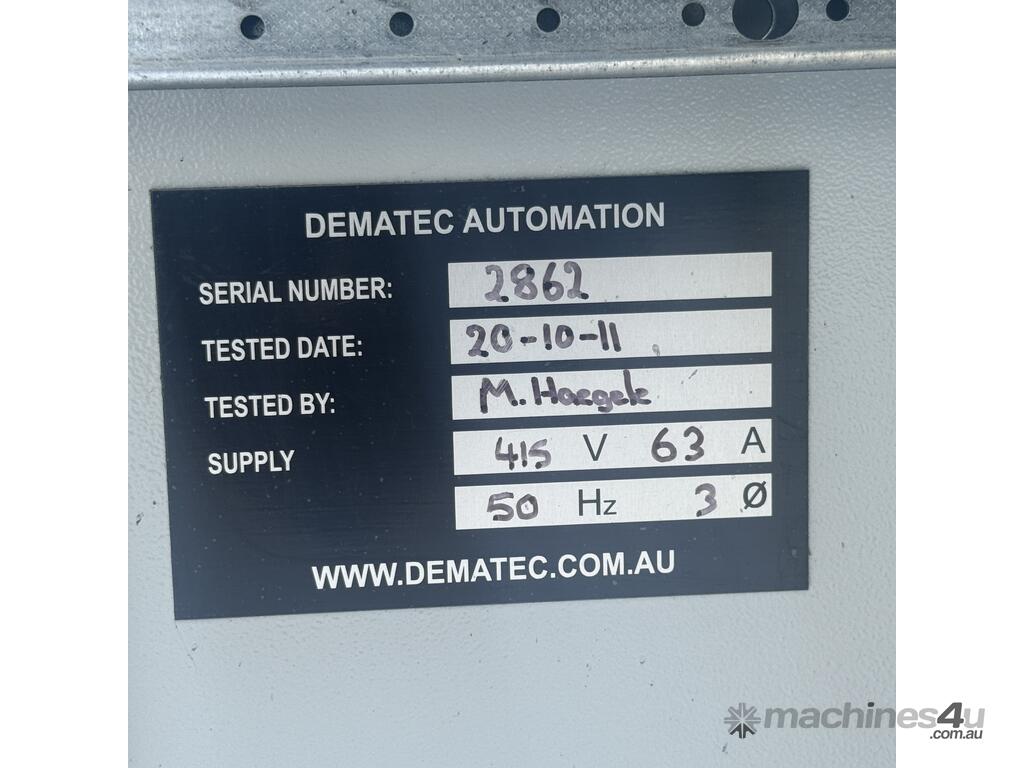 DEMATEC AUTOMATION
SERIAL NUMBER: 2862
TESTED DATE: 20-10-11
TESTED BY: M. Haegele
SUPPLY 415 V 63 A
50 Hz 3 Ø
WWW.DEMATEC.COM.AU
machines4u
.com.au